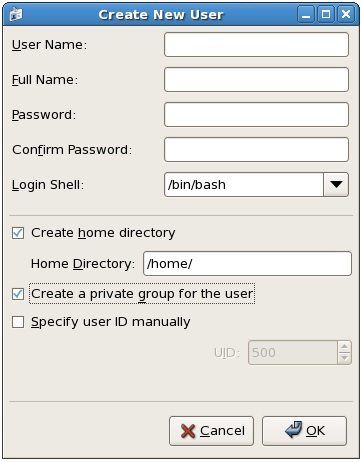 Create New User
User Name:
Full Name:
Password:
Confirm Password:
Login Shell: /bin/bash
Create home directory
Home Directory: /home/
Create a private group for the user
Specify user ID manually
UID: 500
Cancel OK